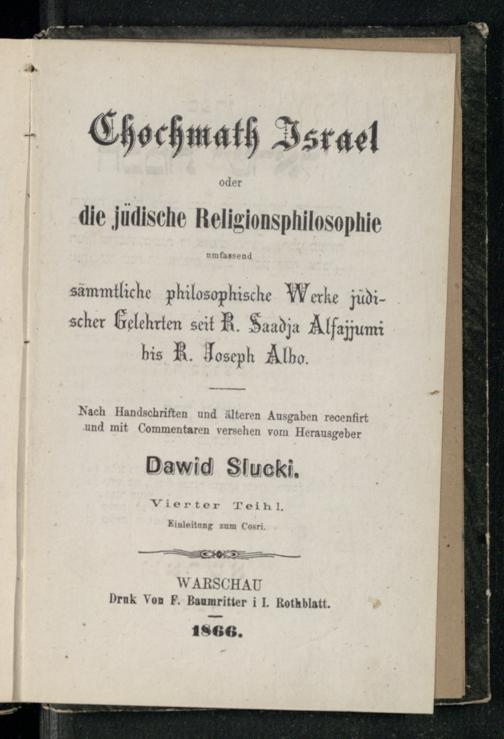 Chochmath Israel
oder
die jüdische Religionsphilosophie
umfassend
sämmtliche philosophische Werke jüdi-
scher Gelehrten seit R. Saadja Alfajjumi
bis R. Joseph Albo.
Nach Handschriften und älteren Ausgaben recenfirt
und mit Commentaren versehen vom Herausgeber
Dawid Slucki.
Vierter Teihl.
Einleitung zum Cosri.
WARSCHAU
Druk Von F. Baumritter i I. Rothblatt.
1866.